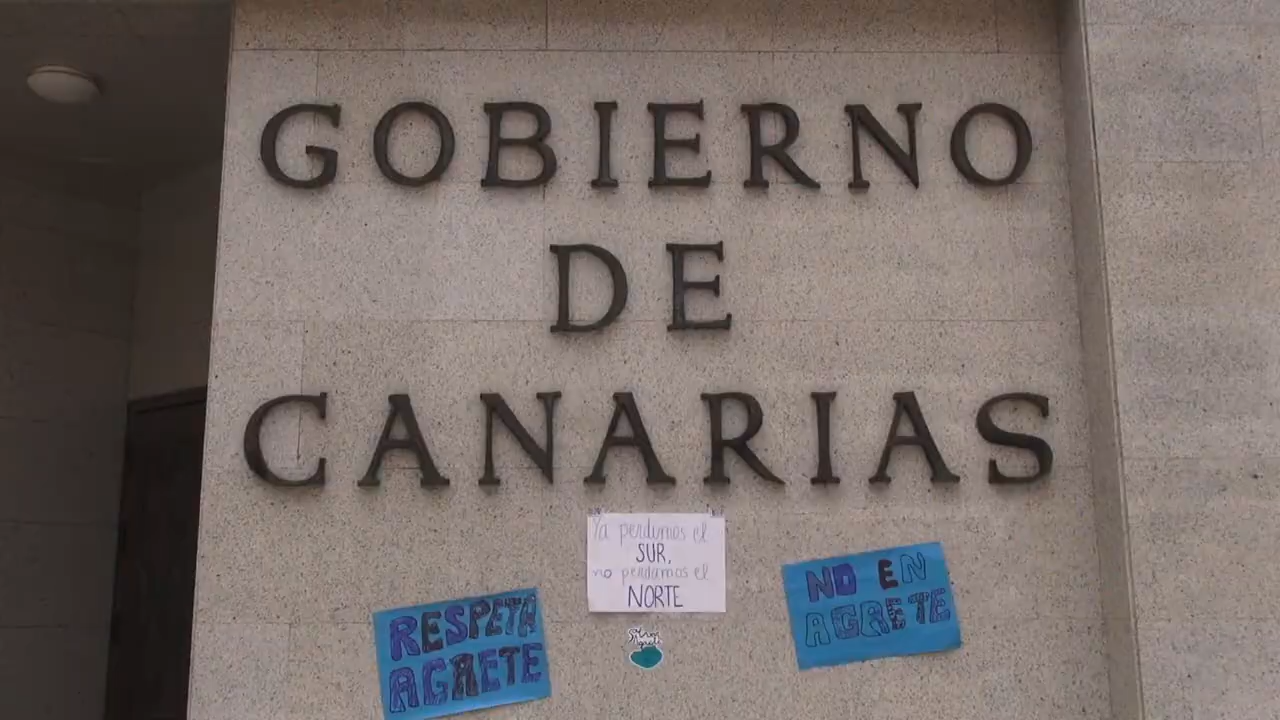 GOBIERNO
DE
CANARIAS
Ya perdimos el
SUR,
no perdamos el
NORTE
RESPETA
AGAETE
NO EN
AGAETE